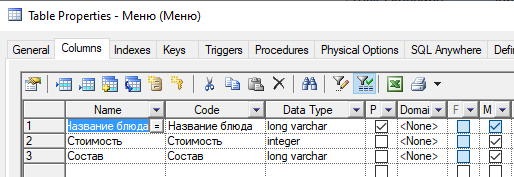 Table Properties - Меню (Меню)
General Columns Indexes Keys Triggers Procedures Physical Options SQL Anywhere
Name Code Data Type P Domai F M
1 Название блюда = Название блюда long varchar <None>
2 Стоимость Стоимость integer <None>
3 Состав Состав long varchar <None>